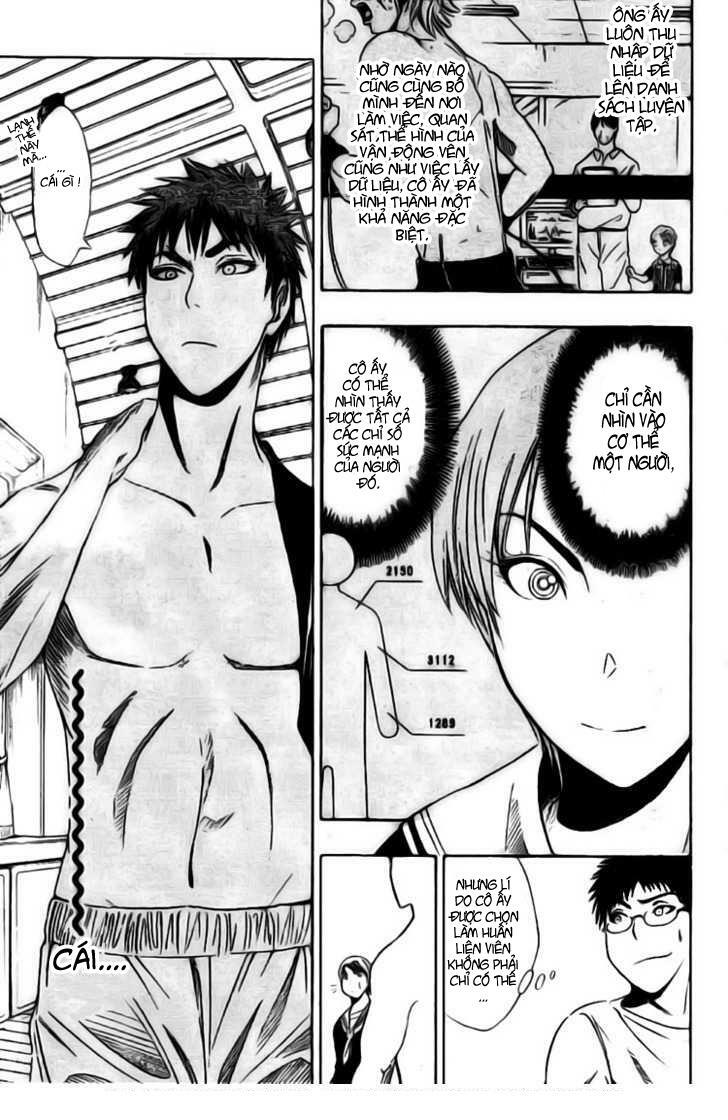 ÔNG ẤY
LUÔN THU
NHẬP DỮ
LIỆU ĐỂ
LÊN DANH
SÁCH LUYỆN
TẬP.
NHỜ NGÀY NÀO
CŨNG CÙNG BỐ
MÌNH ĐẾN NƠI
LÀM VIỆC, QUAN
SÁT THỂ HÌNH CỦA
VẬN ĐỘNG VIÊN
CŨNG NHƯ VIỆC LẤY
DỮ LIỆU, CÔ ẤY ĐÃ
HÌNH THÀNH MỘT
KHẢ NĂNG ĐẶC
BIỆT.
CHỈ CẦN
NHÌN VÀO
CƠ THỂ
MỘT NGƯỜI,
CÔ ẤY
CÓ THỂ
NHÌN THẤY
ĐƯỢC TẤT CẢ
CÁC CHỈ SỐ
SỨC MẠNH
CỦA NGƯỜI
ĐÓ.
2150
3112
1289
NHƯNG LÍ
DO CÔ ẤY
ĐƯỢC CHỌN
LÀM HUẤN
LIỆN VIÊN
KHÔNG PHẢI
CHỈ CÓ THẾ
...
LẠNH
THẾ
NÀY
MÀ...
...
CÁI GÌ !
CÁI....